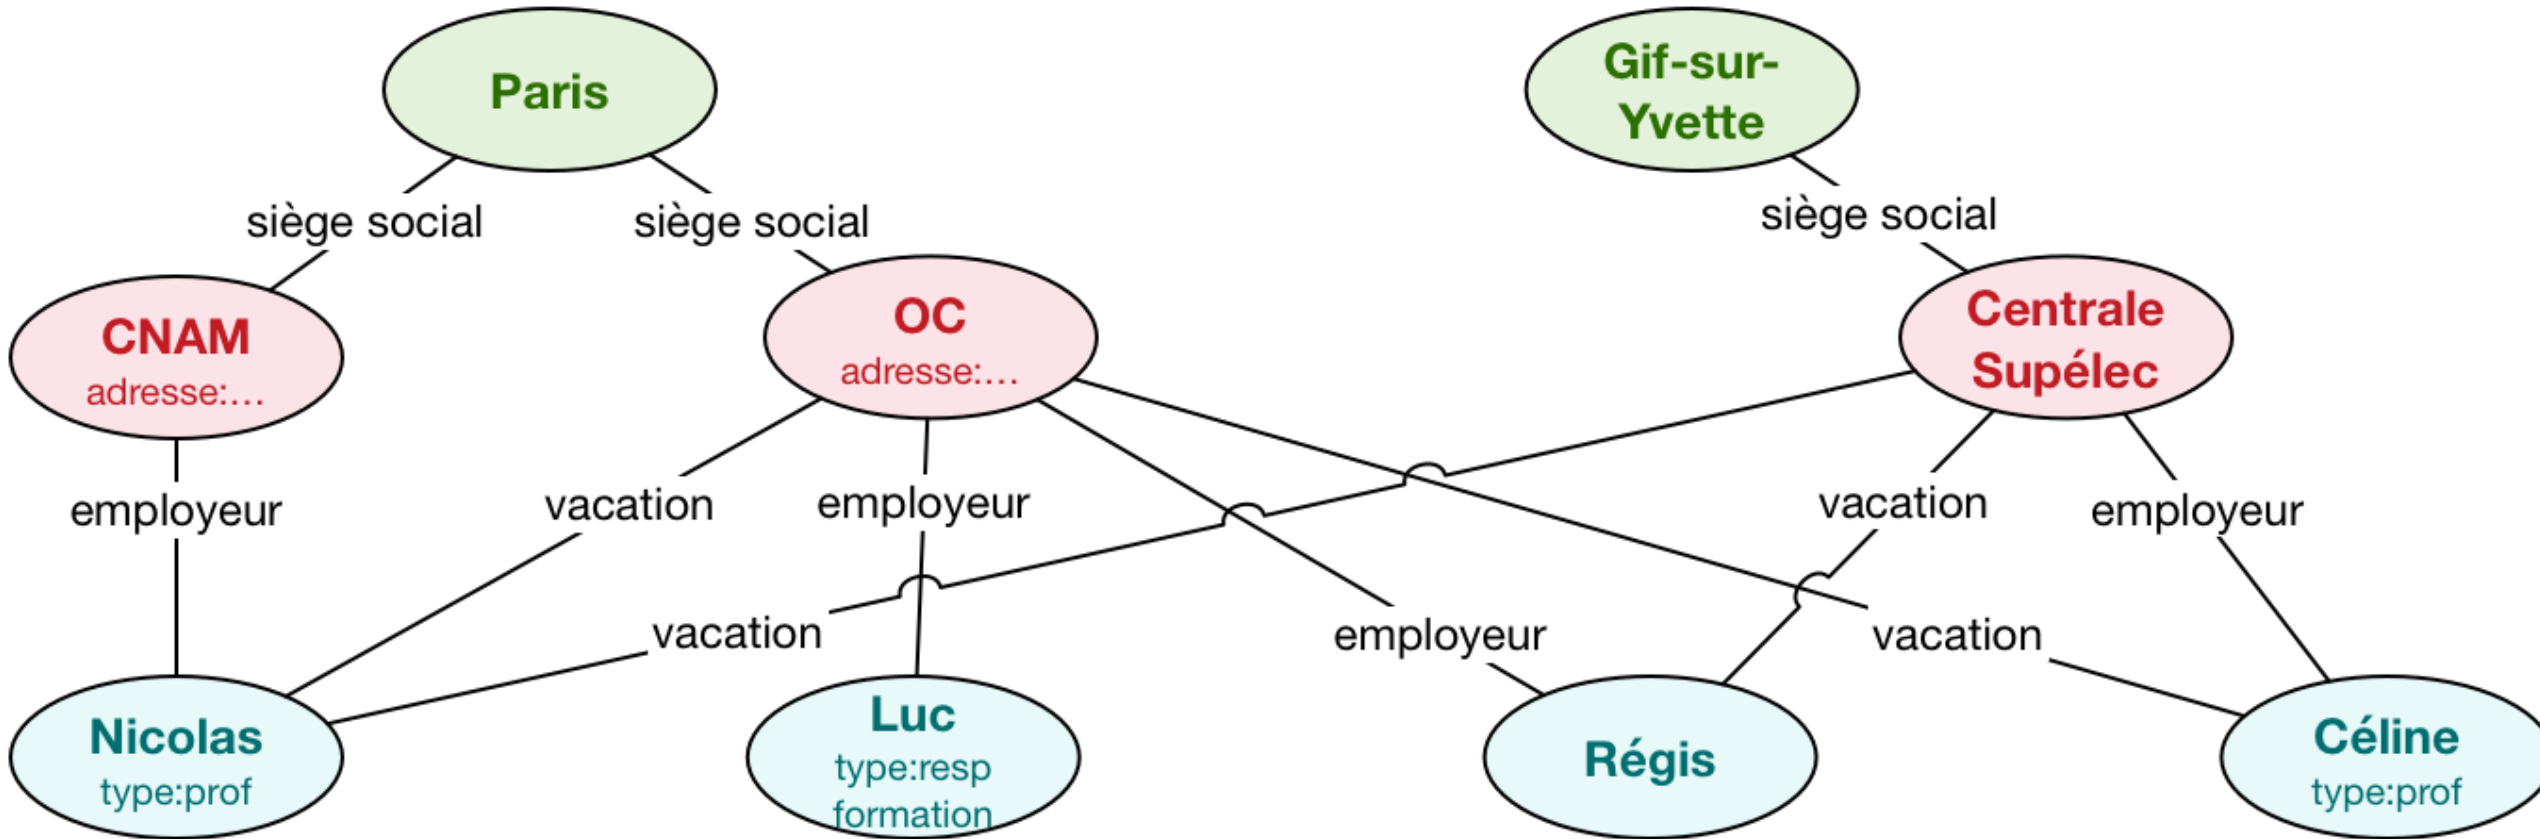 Paris
Gif-sur-
Yvette
siège social
siège social
siège social
CNAM
adresse:...
OC
adresse:...
Centrale
Supélec
employeur
vacation
employeur
vacation
employeur
vacation
employeur
vacation
Nicolas
type:prof
Luc
type:resp
formation
Régis
Céline
type:prof